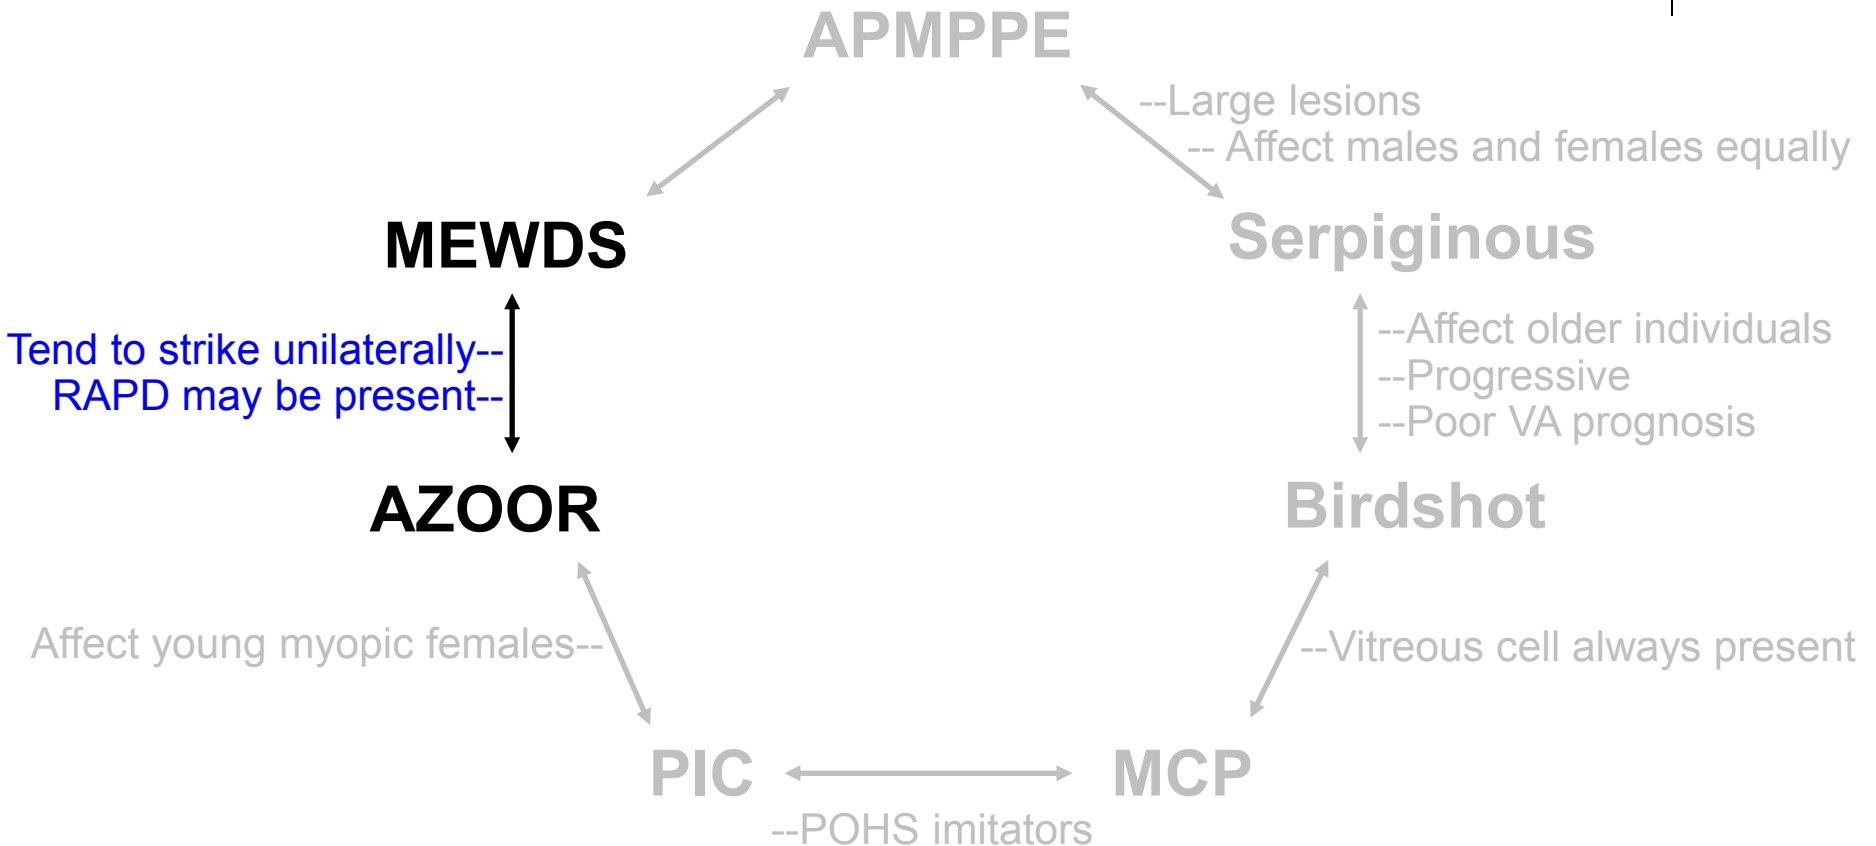 APMPPE
--Large lesions
-- Affect males and females equally
MEWDS
Serpiginous
Tend to strike unilaterally--
RAPD may be present--
--Affect older individuals
--Progressive
--Poor VA prognosis
AZOOR
Birdshot
Affect young myopic females--
--Vitreous cell always present
PIC
MCP
--POHS imitators